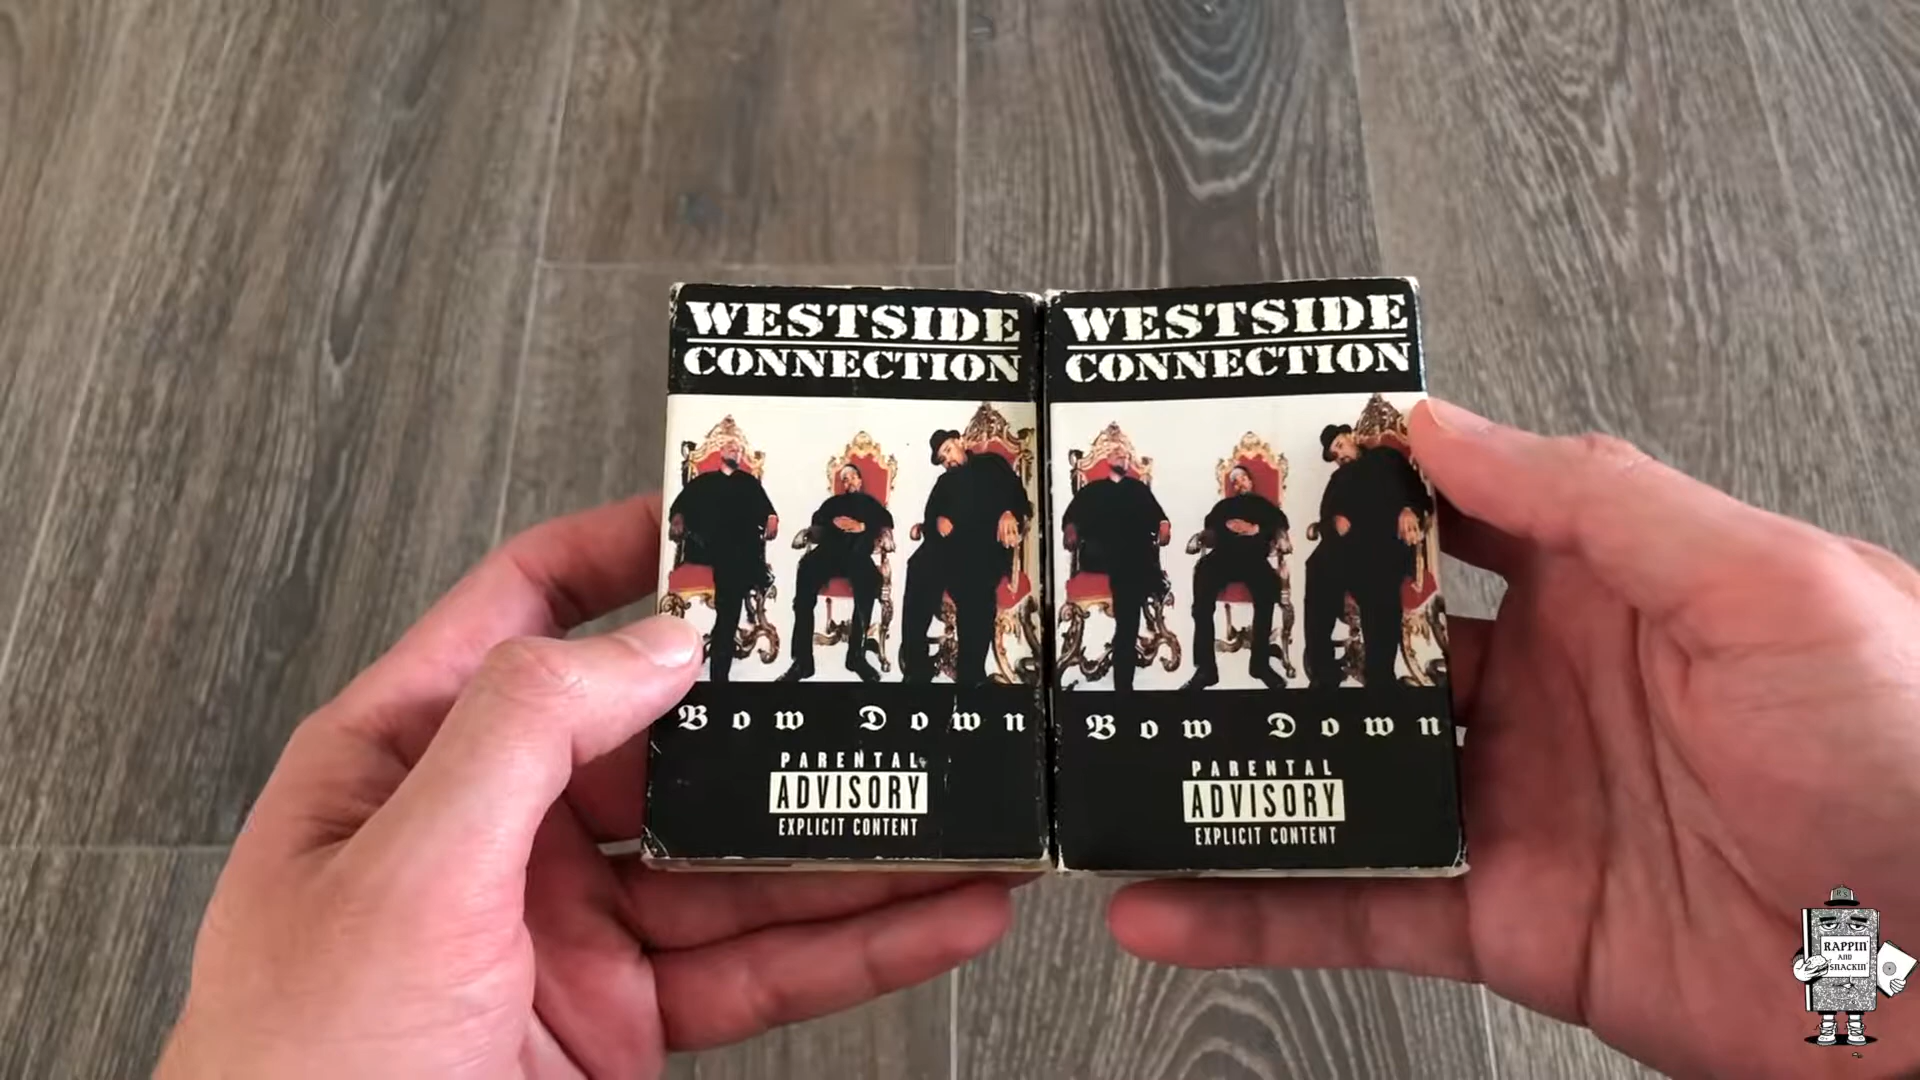 WESTSIDE
CONNECTION
Bow Down
PARENTAL
ADVISORY
EXPLICIT CONTENT
WESTSIDE
CONNECTION
Bow Down
PARENTAL
ADVISORY
EXPLICIT CONTENT
RAPPIN'
AND
SNACKIN'